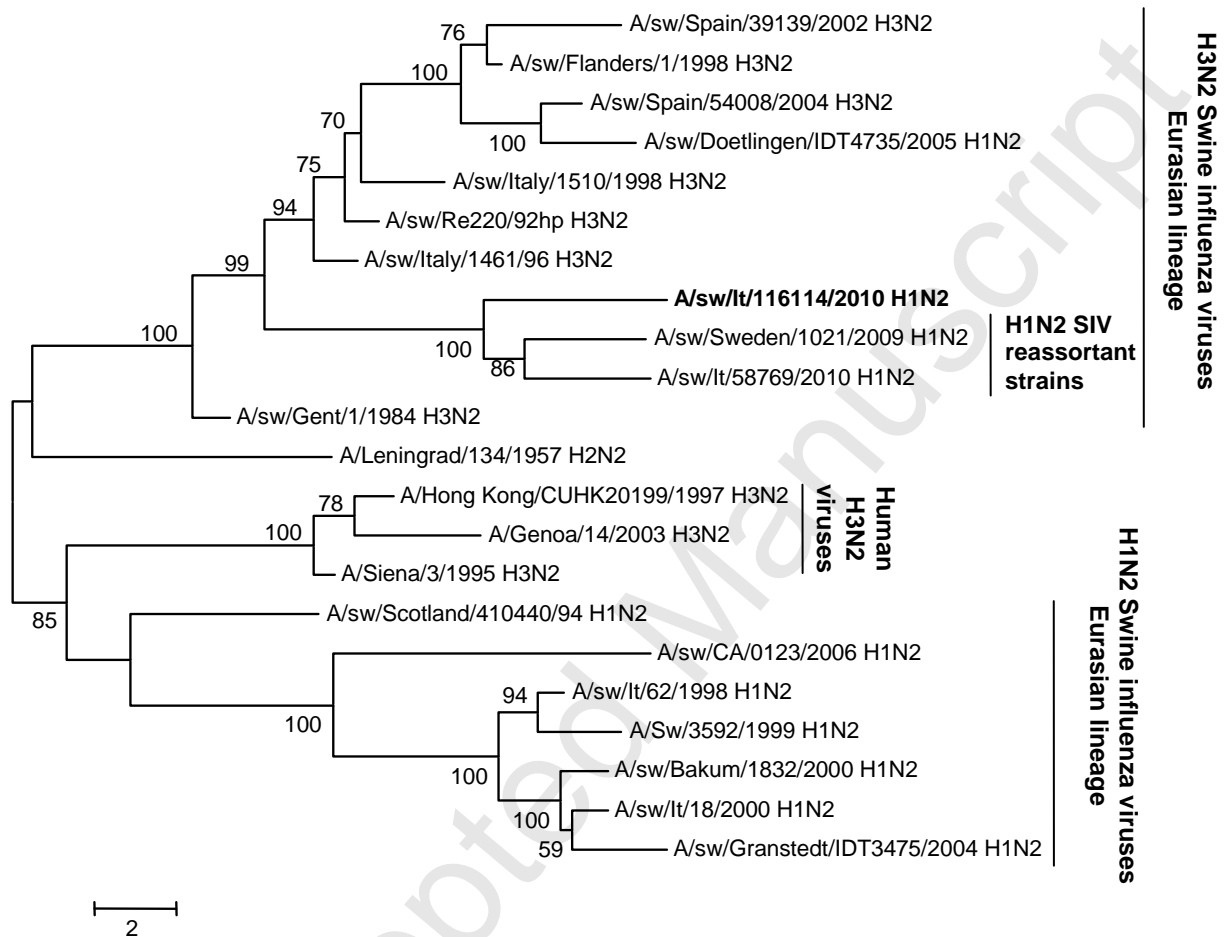 A/sw/Spain/39139/2002 H3N2
76
A/sw/Flanders/1/1998 H3N2
100
A/sw/Spain/54008/2004 H3N2
70
100
A/sw/Doetlingen/IDT4735/2005 H1N2
75
A/sw/Italy/1510/1998 H3N2
94
A/sw/Re220/92hp H3N2
99
A/sw/Italy/1461/96 H3N2
A/sw/It/116114/2010 H1N2
100
100
A/sw/Sweden/1021/2009 H1N2
86
A/sw/It/58769/2010 H1N2
H1N2 SIV
reassortant
strains
A/sw/Gent/1/1984 H3N2
H3N2 Swine influenza viruses
Eurasian lineage
A/Leningrad/134/1957 H2N2
78
A/Hong Kong/CUHK20199/1997 H3N2
100
A/Genoa/14/2003 H3N2
A/Siena/3/1995 H3N2
Human
H3N2
viruses
85
A/sw/Scotland/410440/94 H1N2
A/sw/CA/0123/2006 H1N2
100
94
A/sw/It/62/1998 H1N2
A/Sw/3592/1999 H1N2
100
A/sw/Bakum/1832/2000 H1N2
100
A/sw/It/18/2000 H1N2
59
A/sw/Granstedt/IDT3475/2004 H1N2
H1N2 Swine influenza viruses
Eurasian lineage
2
pted Manuscript